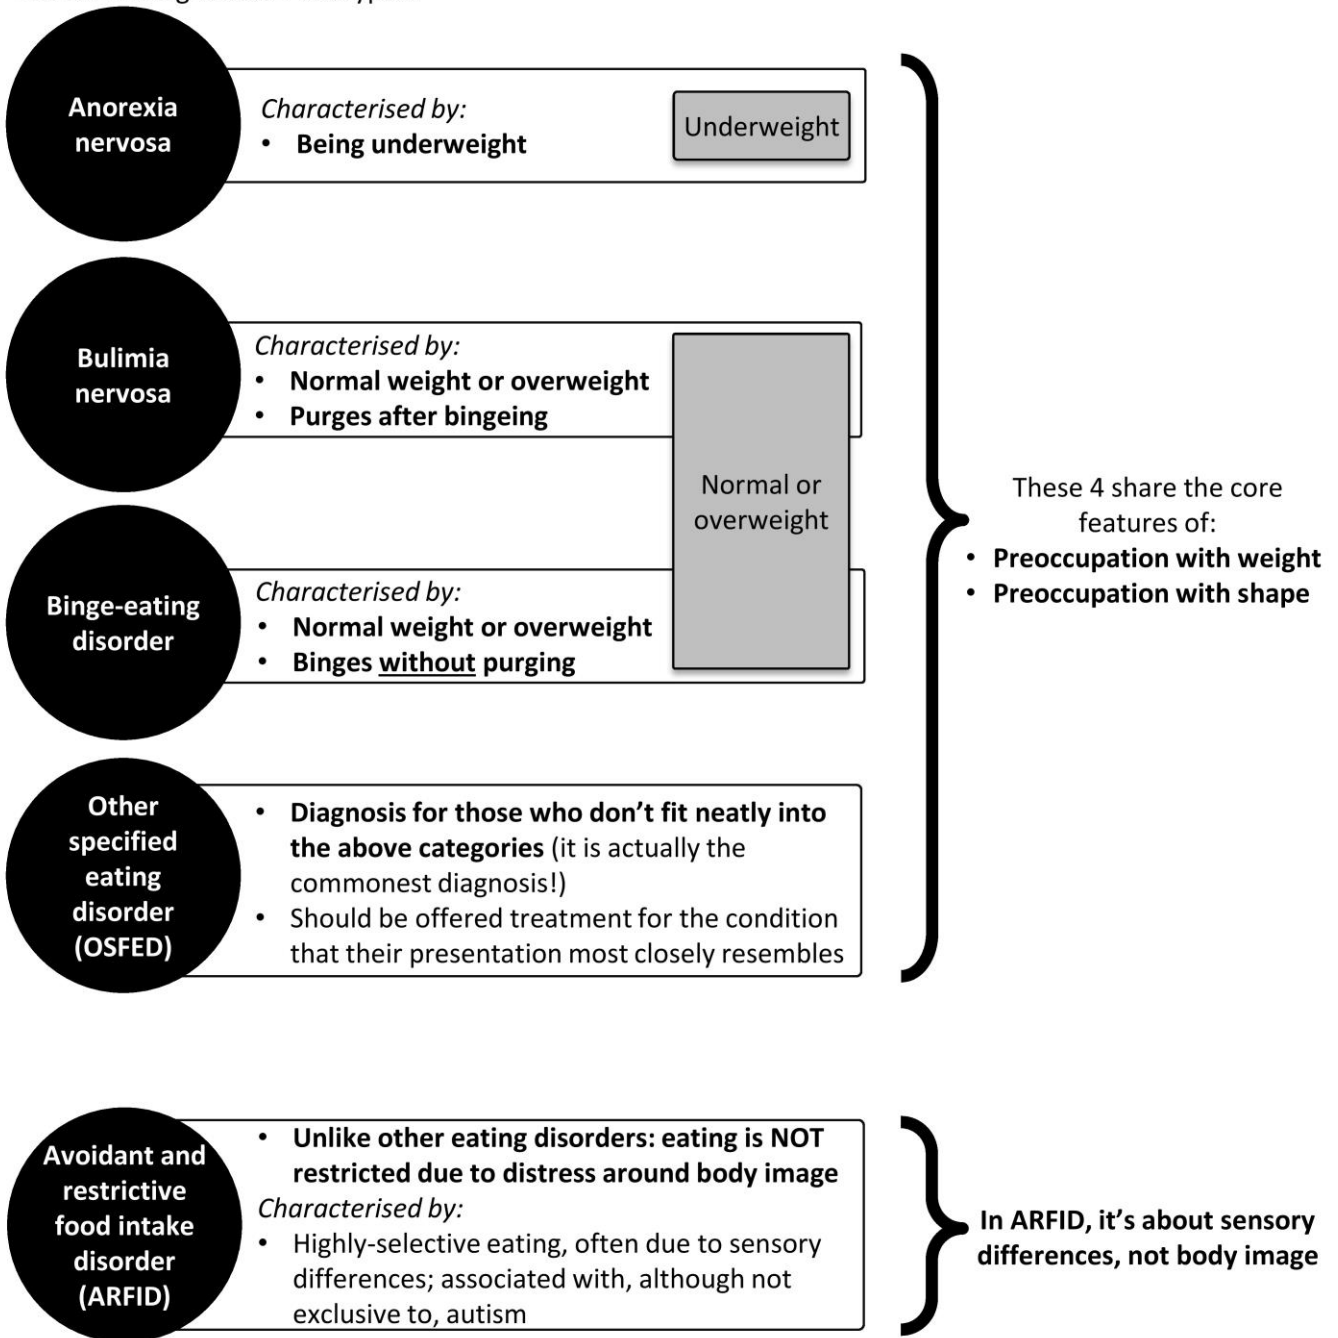 Anorexia
nervosa
Characterised by:
• Being underweight
Underweight
Bulimia
nervosa
Characterised by:
• Normal weight or overweight
• Purges after bingeing
Normal or
overweight
Binge-eating
disorder
Characterised by:
• Normal weight or overweight
• Binges without purging
These 4 share the core
features of:
• Preoccupation with weight
• Preoccupation with shape
Other
specified
eating
disorder
(OSFED)
• Diagnosis for those who don’t fit neatly into
the above categories (it is actually the
commonest diagnosis!)
• Should be offered treatment for the condition
that their presentation most closely resembles
Avoidant and
restrictive
food intake
disorder
(ARFID)
• Unlike other eating disorders: eating is NOT
restricted due to distress around body image
Characterised by:
• Highly-selective eating, often due to sensory
differences; associated with, although not
exclusive to, autism
In ARFID, it’s about sensory
differences, not body image